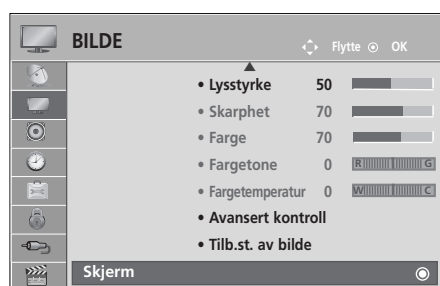 BILDE
Flytte OK
• Lysstyrke 50
• Skarphet 70
• Farge 70
• Fargetone 0 R G
• Fargetemperatur 0 W C
• Avansert kontroll
• Tilb.st. av bilde
Skjerm